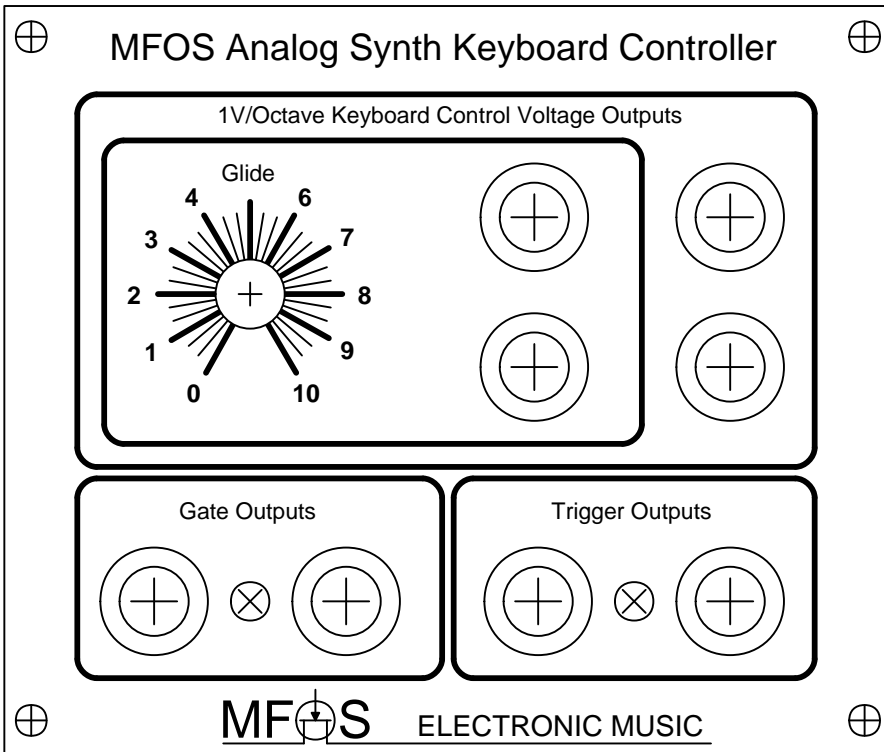 MFOS Analog Synth Keyboard Controller
1V/Octave Keyboard Control Voltage Outputs
Glide
4 6
3 7
2 8
1 9
0 10
Gate Outputs Trigger Outputs
MFOS ELECTRONIC MUSIC